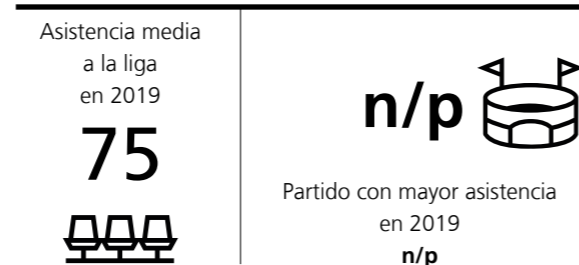 Asistencia media
a la liga
en 2019
75
n/p
Partido con mayor asistencia
en 2019
n/p